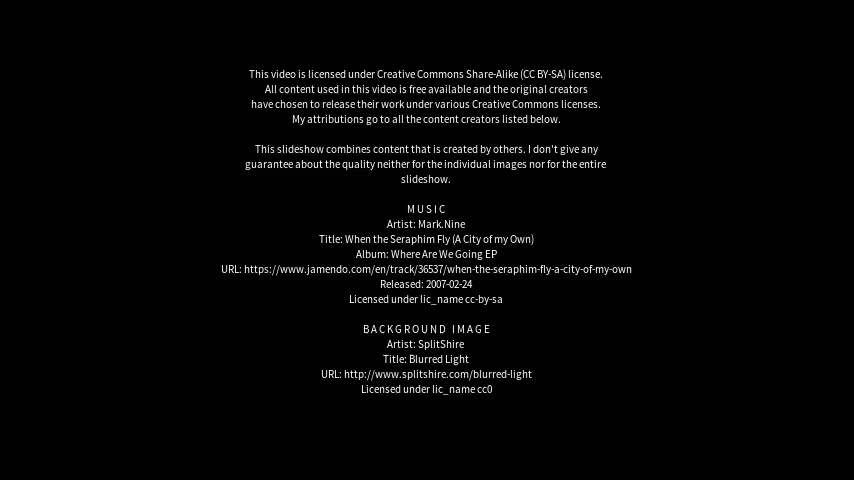 This video is licensed under Creative Commons Share-Alike (CC BY-SA) license.
All content used in this video is free available and the original creators
have chosen to release their work under various Creative Commons licenses.
My attributions go to all the content creators listed below.
This slideshow combines content that is created by others. I don't give any
guarantee about the quality neither for the individual images nor for the entire
slideshow.
MUSIC
Artist: Mark.Nine
Title: When the Seraphim Fly (A City of my Own)
Album: Where Are We Going EP
URL: https://www.jamendo.com/en/track/36537/when-the-seraphim-fly-a-city-of-my-own
Released: 2007-02-24
Licensed under lic_name cc-by-sa
BACKGROUND IMAGE
Artist: SplitShire
Title: Blurred Light
URL: http://www.splitshire.com/blurred-light
Licensed under lic_name cc0